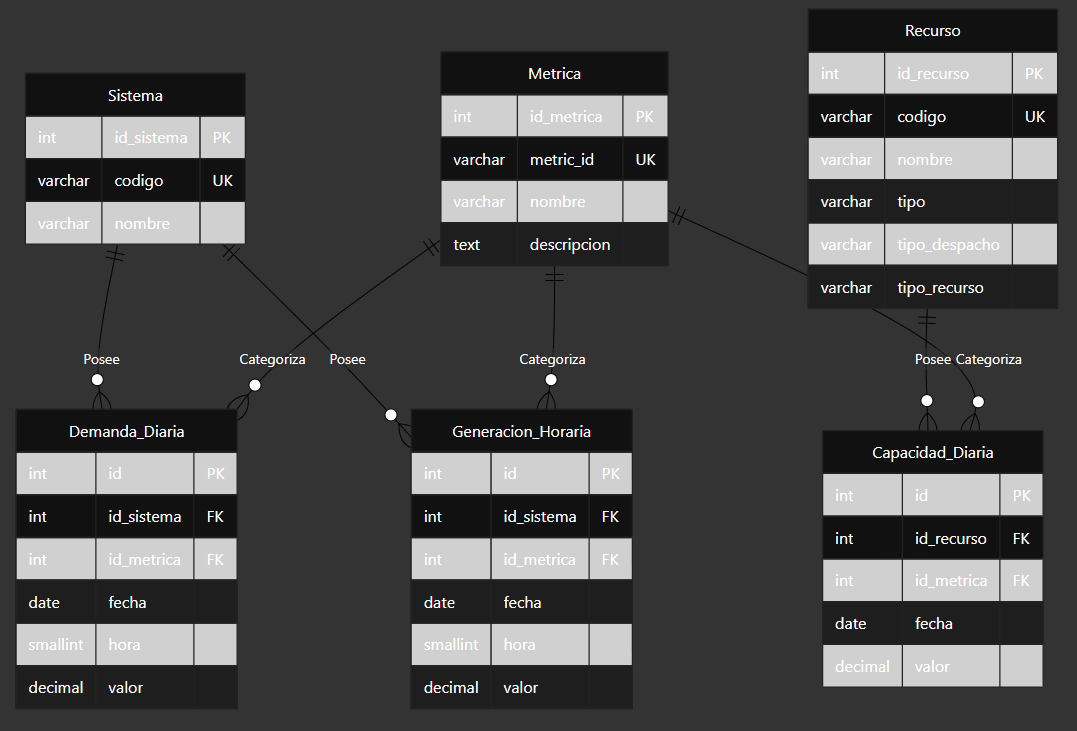 Sistema
int id_sistema PK
varchar codigo UK
varchar nombre
Metrica
int id_metrica PK
varchar metric_id UK
varchar nombre
text descripcion
Recurso
int id_recurso PK
varchar codigo UK
varchar nombre
varchar tipo
varchar tipo_despacho
varchar tipo_recurso
Posee
Categoriza
Posee
Categoriza
Posee
Categoriza
Demanda_Diaria
int id PK
int id_sistema FK
int id_metrica FK
date fecha
smallint hora
decimal valor
Generacion_Horaria
int id PK
int id_sistema FK
int id_metrica FK
date fecha
smallint hora
decimal valor
Capacidad_Diaria
int id PK
int id_recurso FK
int id_metrica FK
date fecha
decimal valor